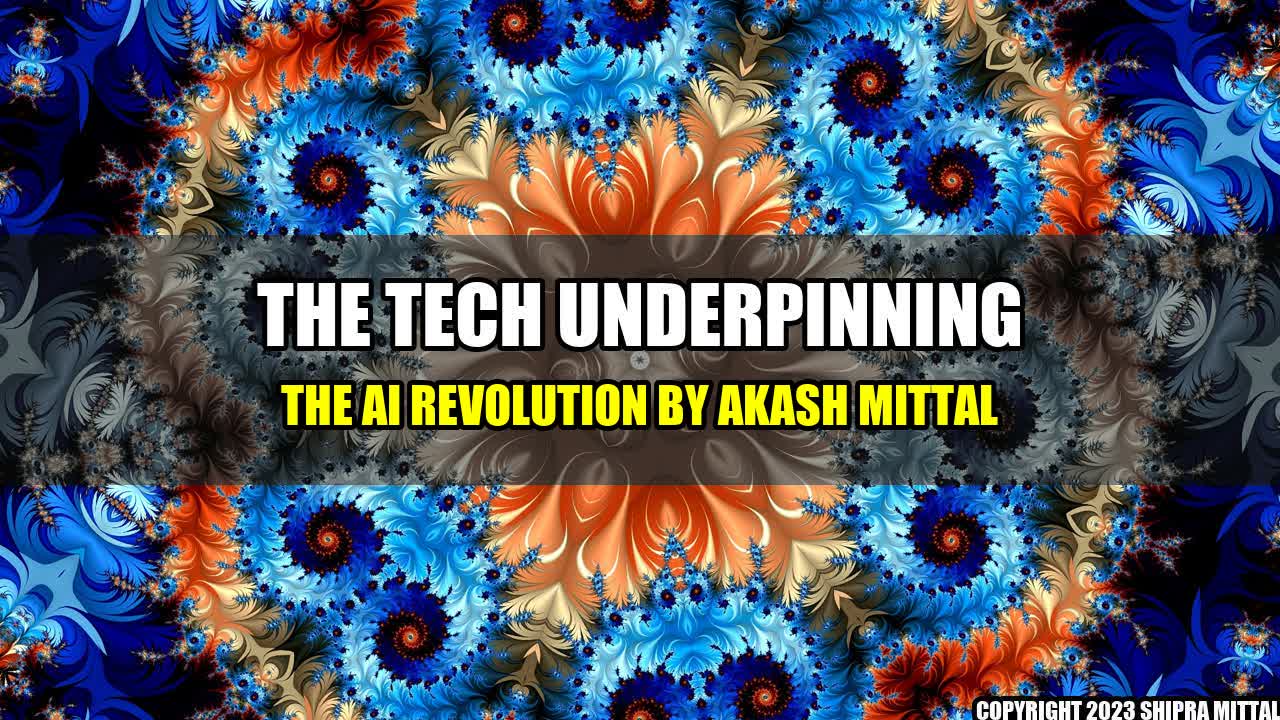 THE TECH UNDERPINNING
THE AI REVOLUTION BY AKASH MITTAL
COPYRIGHT 2023 SHIPRA MITTAL